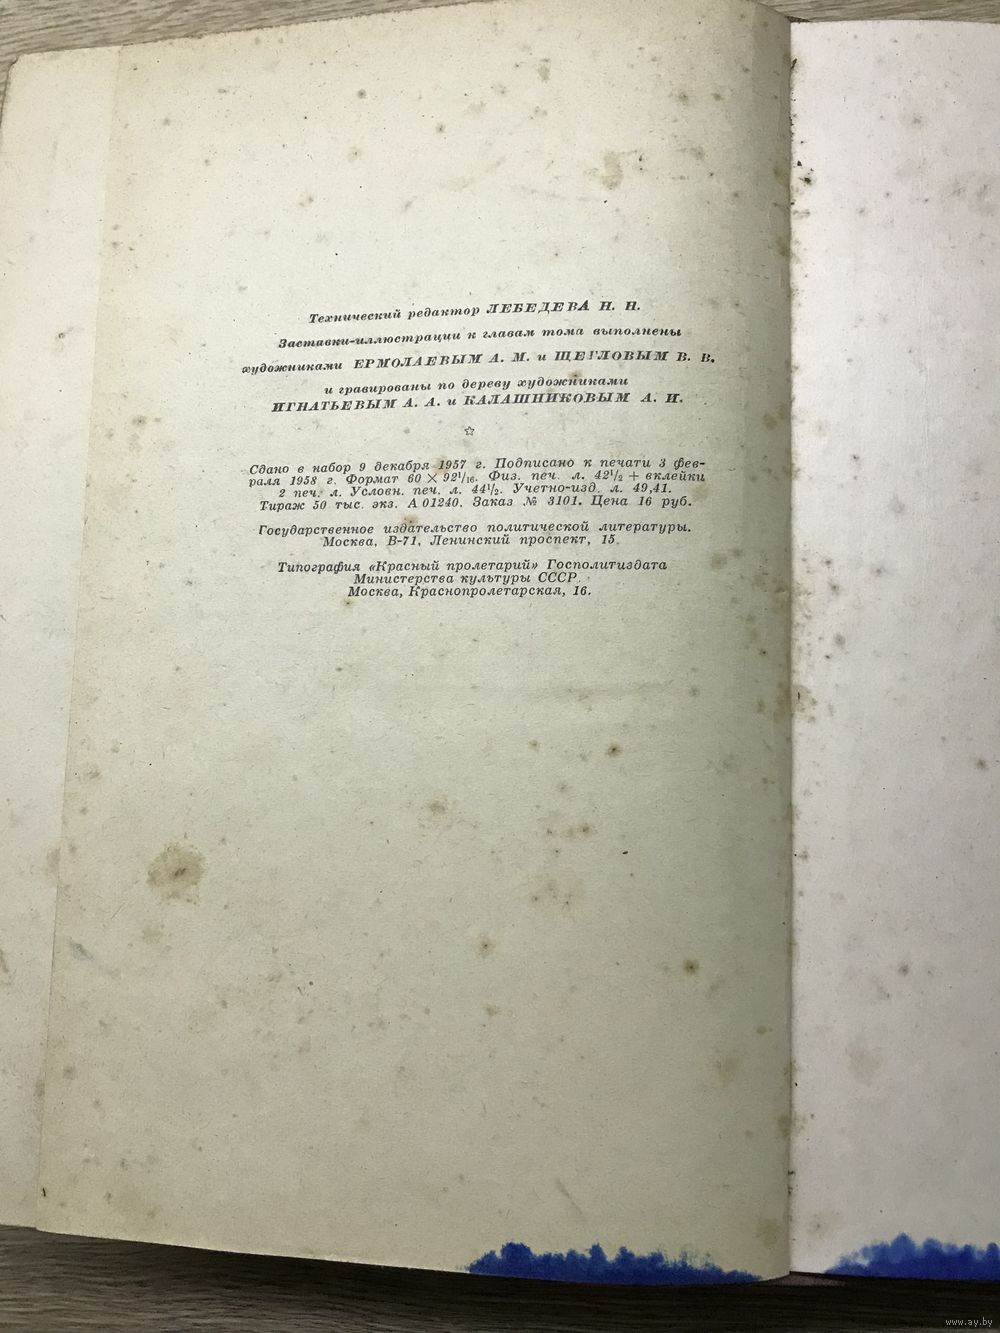 Технический редактор ЛЕБЕДЕВА Н. Н.
Заставки-иллюстрации к главам тома выполнены
художниками ЕРМОЛАЕВЫМ А. М. и ЩЕГЛОВЫМ В. В.
и гравированы по дереву художниками
ИГНАТЬЕВЫМ А. А. и КАЛАШНИКОВЫМ А. И.
☆
Сдано в набор 9 декабря 1957 г. Подписано к печати 3 фев-
раля 1958 г. Формат 60 × 92¹/₁₆. Физ. печ. л. 42¹/₂ + вклейки
2 печ. л. Условн. печ. л. 44¹/₂. Учетно-изд. л. 49,41.
Тираж 50 тыс. экз. А 01240. Заказ № 3101. Цена 16 руб.
Государственное издательство политической литературы.
Москва, В-71, Ленинский проспект, 15.
Типография «Красный пролетарий» Госполитиздата
Министерства культуры СССР.
Москва, Краснопролетарская, 16.
www.ay.by